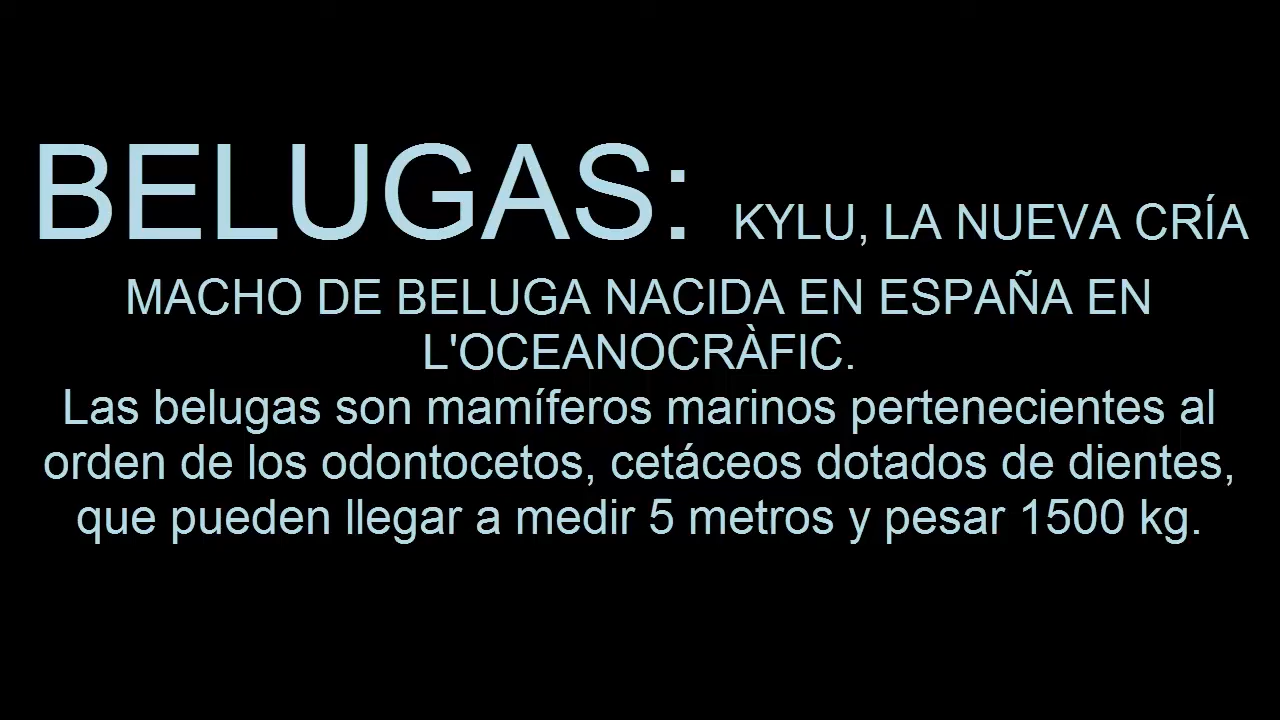 BELUGAS: KYLU, LA NUEVA CRÍA
MACHO DE BELUGA NACIDA EN ESPAÑA EN
L'OCEANOCRÀFIC.
Las belugas son mamíferos marinos pertenecientes al
orden de los odontocetos, cetáceos dotados de dientes,
que pueden llegar a medir 5 metros y pesar 1500 kg.